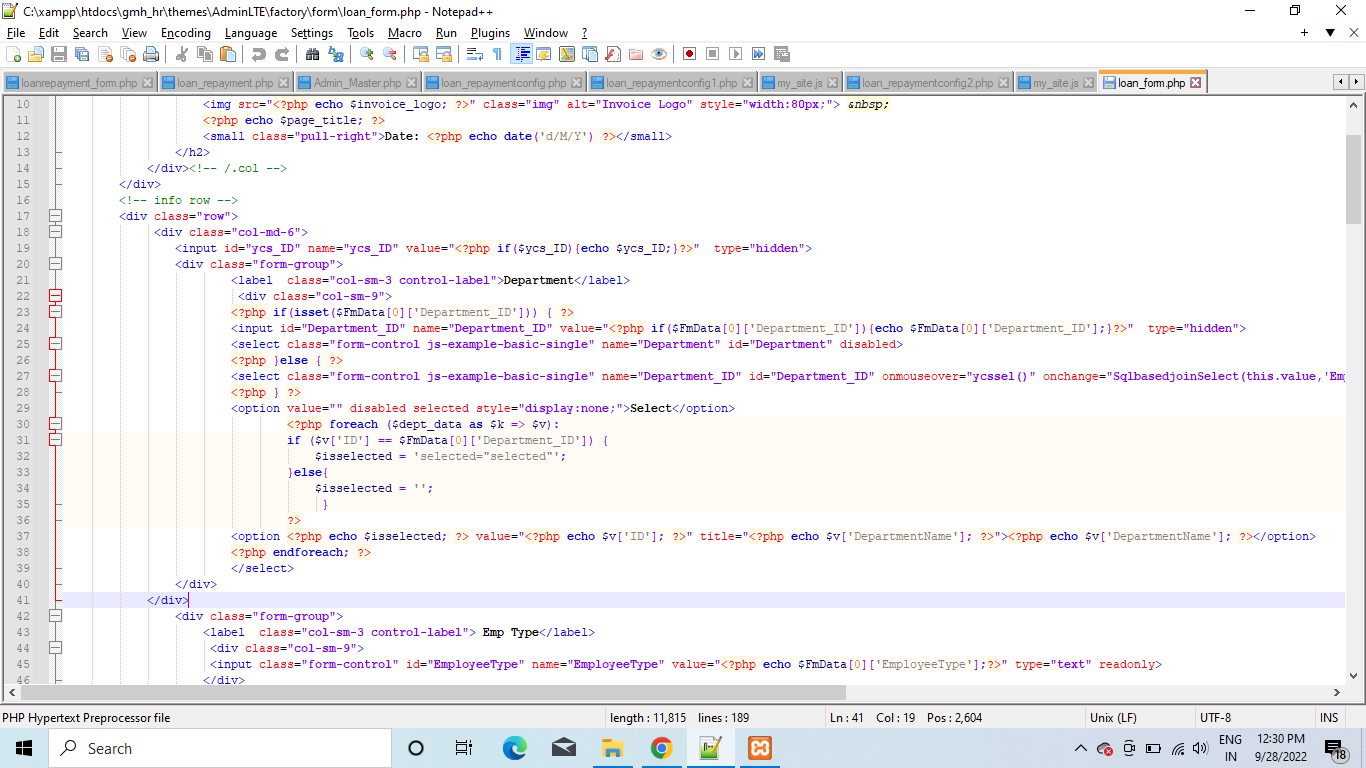 C:\xampp\htdocs\gmh_hr\themes\AdminLTE\factory\form\loan_form.php - Notepad++
File Edit Search View Encoding Language Settings Tools Macro Run Plugins Window ?
loanrepayment_form.php loan_repayment.php Admin_Master.php loan_repaymentconfig.php loan_repaymentconfig1.php my_site.js loan_repaymentconfig2.php my_site.js loan_form.php
10 <img src="<?php echo $invoice_logo; ?>" class="img" alt="Invoice Logo" style="width:80px;"> &nbsp;
11 <?php echo $page_title; ?>
12 <small class="pull-right">Date: <?php echo date('d/M/Y') ?></small>
13 </h2>
14 </div><!-- /.col -->
15 </div>
16 <!-- info row -->
17 <div class="row">
18 <div class="col-md-6">
19 <input id="ycs_ID" name="ycs_ID" value="<?php if($ycs_ID){echo $ycs_ID;}?>"  type="hidden">
20 <div class="form-group">
21 <label  class="col-sm-3 control-label">Department</label>
22 <div class="col-sm-9">
23 <?php if(isset($FmData[0]['Department_ID'])) { ?>
24 <input id="Department_ID" name="Department_ID" value="<?php if($FmData[0]['Department_ID']){echo $FmData[0]['Department_ID'];}?>"  type="hidden">
25 <select class="form-control js-example-basic-single" name="Department" id="Department" disabled>
26 <?php }else { ?>
27 <select class="form-control js-example-basic-single" name="Department_ID" id="Department_ID" onmouseover="ycssel()" onchange="SqlbasedjoinSelect(this.value,'Em
28 <?php } ?>
29 <option value="" disabled selected style="display:none;">Select</option>
30 <?php foreach ($dept_data as $k => $v):
31 if ($v['ID'] == $FmData[0]['Department_ID']) {
32 $isselected = 'selected="selected"';
33 }else{
34 $isselected = '';
35 }
36 ?>
37 <option <?php echo $isselected; ?> value="<?php echo $v['ID']; ?>" title="<?php echo $v['DepartmentName']; ?>"><?php echo $v['DepartmentName']; ?></option>
38 <?php endforeach; ?>
39 </select>
40 </div>
41 </div>
42 <div class="form-group">
43 <label  class="col-sm-3 control-label"> Emp Type</label>
44 <div class="col-sm-9">
45 <input class="form-control" id="EmployeeType" name="EmployeeType" value="<?php echo $FmData[0]['EmployeeType'];?>" type="text" readonly>
46 </div>
PHP Hypertext Preprocessor file length : 11,815 lines : 189 Ln : 41 Col : 19 Pos : 2,604 Unix (LF) UTF-8 INS
Search ENG 12:30 PM
IN 9/28/2022 18